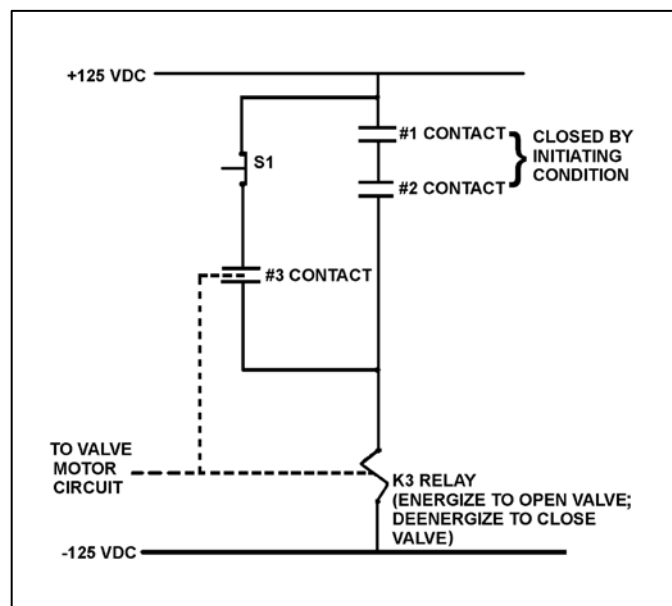 +125 VDC
#1 CONTACT
CLOSED BY
INITIATING
CONDITION
S1
#2 CONTACT
#3 CONTACT
TO VALVE
MOTOR
CIRCUIT
K3 RELAY
(ENERGIZE TO OPEN VALVE;
DEENERGIZE TO CLOSE
VALVE)
-125 VDC